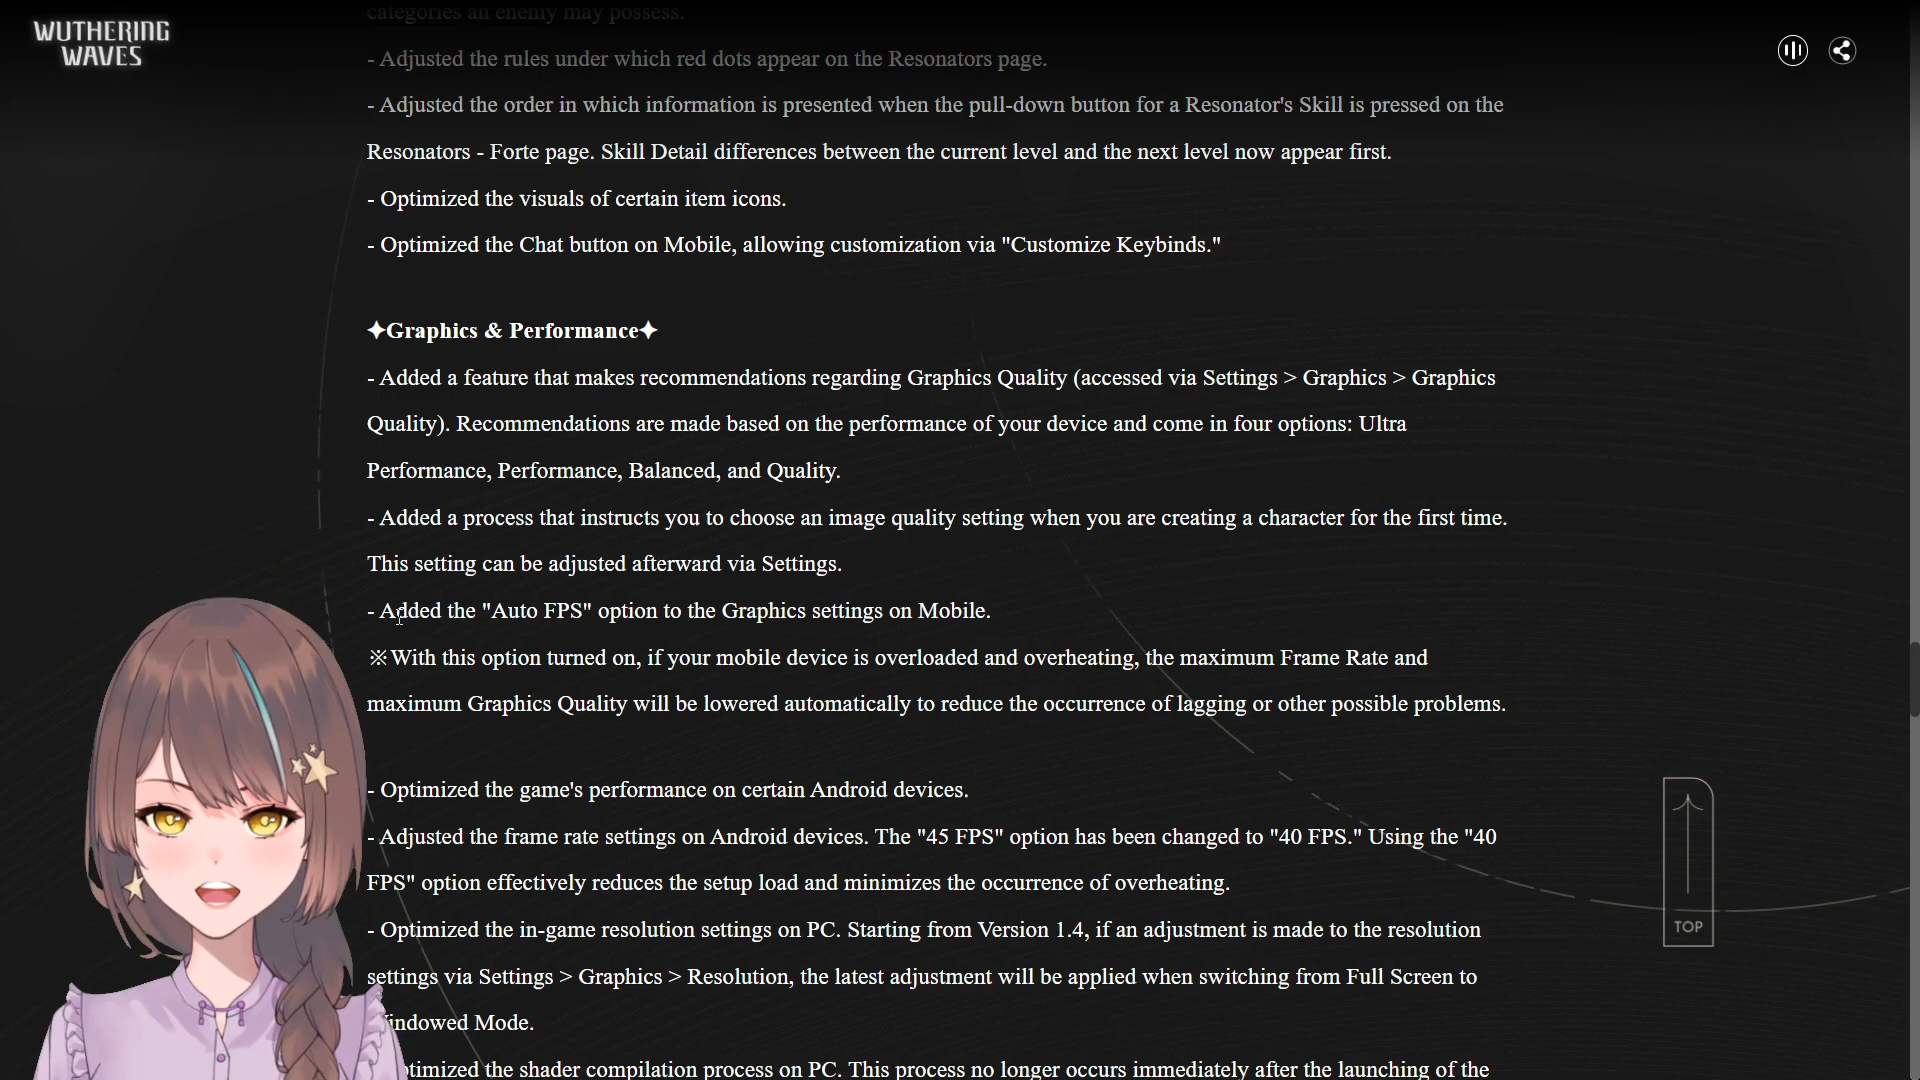 WUTHERING
WAVES
categories an enemy may possess.
- Adjusted the rules under which red dots appear on the Resonators page.
- Adjusted the order in which information is presented when the pull-down button for a Resonator's Skill is pressed on the
Resonators - Forte page. Skill Detail differences between the current level and the next level now appear first.
- Optimized the visuals of certain item icons.
- Optimized the Chat button on Mobile, allowing customization via "Customize Keybinds."
✦Graphics & Performance✦
- Added a feature that makes recommendations regarding Graphics Quality (accessed via Settings > Graphics > Graphics
Quality). Recommendations are made based on the performance of your device and come in four options: Ultra
Performance, Performance, Balanced, and Quality.
- Added a process that instructs you to choose an image quality setting when you are creating a character for the first time.
This setting can be adjusted afterward via Settings.
- Added the "Auto FPS" option to the Graphics settings on Mobile.
※With this option turned on, if your mobile device is overloaded and overheating, the maximum Frame Rate and
maximum Graphics Quality will be lowered automatically to reduce the occurrence of lagging or other possible problems.
- Optimized the game's performance on certain Android devices.
- Adjusted the frame rate settings on Android devices. The "45 FPS" option has been changed to "40 FPS." Using the "40
FPS" option effectively reduces the setup load and minimizes the occurrence of overheating.
- Optimized the in-game resolution settings on PC. Starting from Version 1.4, if an adjustment is made to the resolution
settings via Settings > Graphics > Resolution, the latest adjustment will be applied when switching from Full Screen to
Windowed Mode.
timized the shader compilation process on PC. This process no longer occurs immediately after the launching of the
TOP